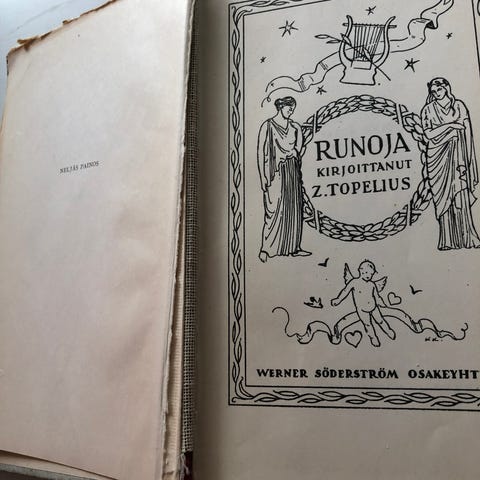 NELJÄS PAINOS
RUNOJA
KIRJOITTANUT
Z. TOPELIUS
WERNER SÖDERSTRÖM OSAKEYHT